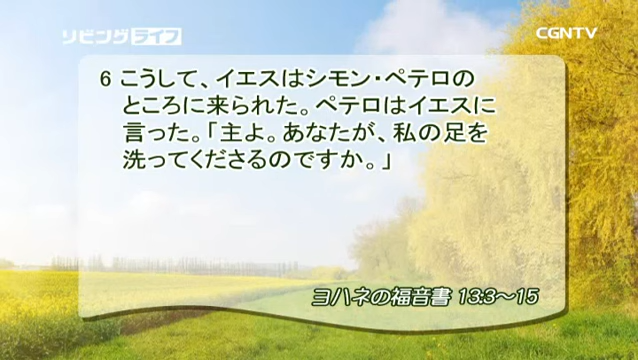 リビングライフ
CGNTV
6 こうして、イエスはシモン・ペテロの
ところに来られた。ペテロはイエスに
言った。「主よ。あなたが、私の足を
洗ってくださるのですか。」
ヨハネの福音書 13:3～15